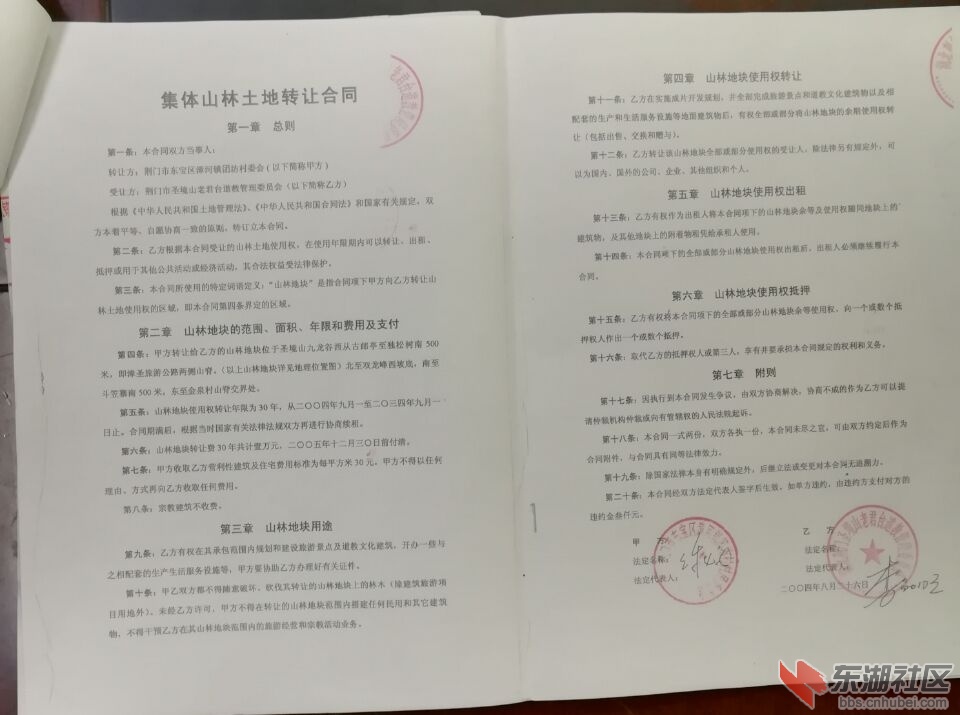 集体山林土地转让合同
第一章 总则
第一条：本合同双方当事人：
转让方：荆门市东宝区漳河镇团坊村委会（以下简称甲方）
受让方：荆门市圣境山老君台道教管理委员会（以下简称乙方）
根据《中华人民共和国土地管理法》、《中华人民共和国合同法》和国家有关规定，双
方本着平等、自愿协商一致的原则，特订立本合同。
第二条：乙方根据本合同受让的山林土地使用权，在使用年限期内可以转让、出租、
抵押或用于其他公共活动或经济活动，其合法权益受法律保护。
第三条：本合同所使用的特定词语定义：“山林地块”是指合同项下甲方向乙方转让山
林土地使用权的区域，即本合同第四条界定的区域。
第二章 山林地块的范围、面积、年限和费用及支付
第四条：甲方转让给乙方的山林地块位于圣境山九龙谷西从古邮亭至独松树南 500
米，即漳圣旅游公路两侧山脊。（以上山林地块详见地理位置图）北至双龙峰西坡底，南至
斗笠寨南 500 米，东至金泉村山脊交界处。
第五条：山林地块使用权转让年限为 30 年，从二〇〇四年九月一至二〇三四年九月一
日止。合同期满后，根据当时国家有关法律法规双方再进行协商续租。
第六条：山林地块转让费 30 年共计壹万元，二〇〇五年十二月三〇日前付清。
第七条：甲方收取乙方营利性建筑及住宅费用标准为每平方米 30 元。甲方不得以任何
理由、方式再向乙方收取任何费用。
第八条：宗教建筑不收费。
第三章 山林地块用途
第九条：乙方有权在其承包范围内规划和建设旅游景点及道教文化建筑，开办一些与
之相配套的生产生活服务设施等，甲方要协助乙方办理好有关证件。
第十条：甲乙双方都不得随意破坏、砍伐其转让的山林地块上的林木（除建筑旅游项
目用地外）。未经乙方许可，甲方不得在转让的山林地块范围内搭建任何民用和其它建筑
物，不得干预乙方在其山林地块范围内的旅游经营和宗教活动业务。
第四章 山林地块使用权转让
第十一条：乙方在实施成片开发规划，并全部完成旅游景点和道教文化建筑物以及相
配套的生产和生活服务设施等地面建筑物后，有权全部或部分将山林地块的余期使用权转
让（包括出售、交换和赠与）。
第十二条：乙方转让该山林地块全部或部分使用权的受让人，除法律另有规定外，可
以为国内、国外的公司、企业、其他组织和个人。
第五章 山林地块使用权出租
第十三条：乙方有权作为出租人将本合同项下的山林地块余等及使用权随同地块上的
建筑物，及其他地块上的附着物租凭给承租人使用。
第十四条：本合同项下的全部或部分山林地块使用权出租后，出租人必须继续履行本
合同。
第六章 山林地块使用权抵押
第十五条：乙方有权将本合同项下的全部或部分山林地块余等使用权，向一个或数个抵
押权人作出一个或数个抵押。
第十六条：取代乙方的抵押权人或第三人，享有并要承担本合同规定的权利和义务。
第七章 附则
第十七条：因执行到本合同发生争议，由双方协商解决，协商不成的作为乙方可以提
请仲裁机构仲裁或向有管辖权的人民法院起诉。
第十八条：本合同一式两份，双方各执一份，本合同未尽之宜，可由双方约定后作为
合同附件，与合同具有同等法律效力。
第十九条：除国家法律本身有明确规定外，后继立法或变更对本合同无追溯力。
第二十条：本合同经双方法定代表人签字后生效，如单方违约，由违约方支付对方的
违约金叁仟元。
甲 方：
法定名称：
法定代表人：
乙 方：
法定名称：
法定代表人：
二〇〇四年八月二十六日
东湖社区
bbs.cnhubei.com